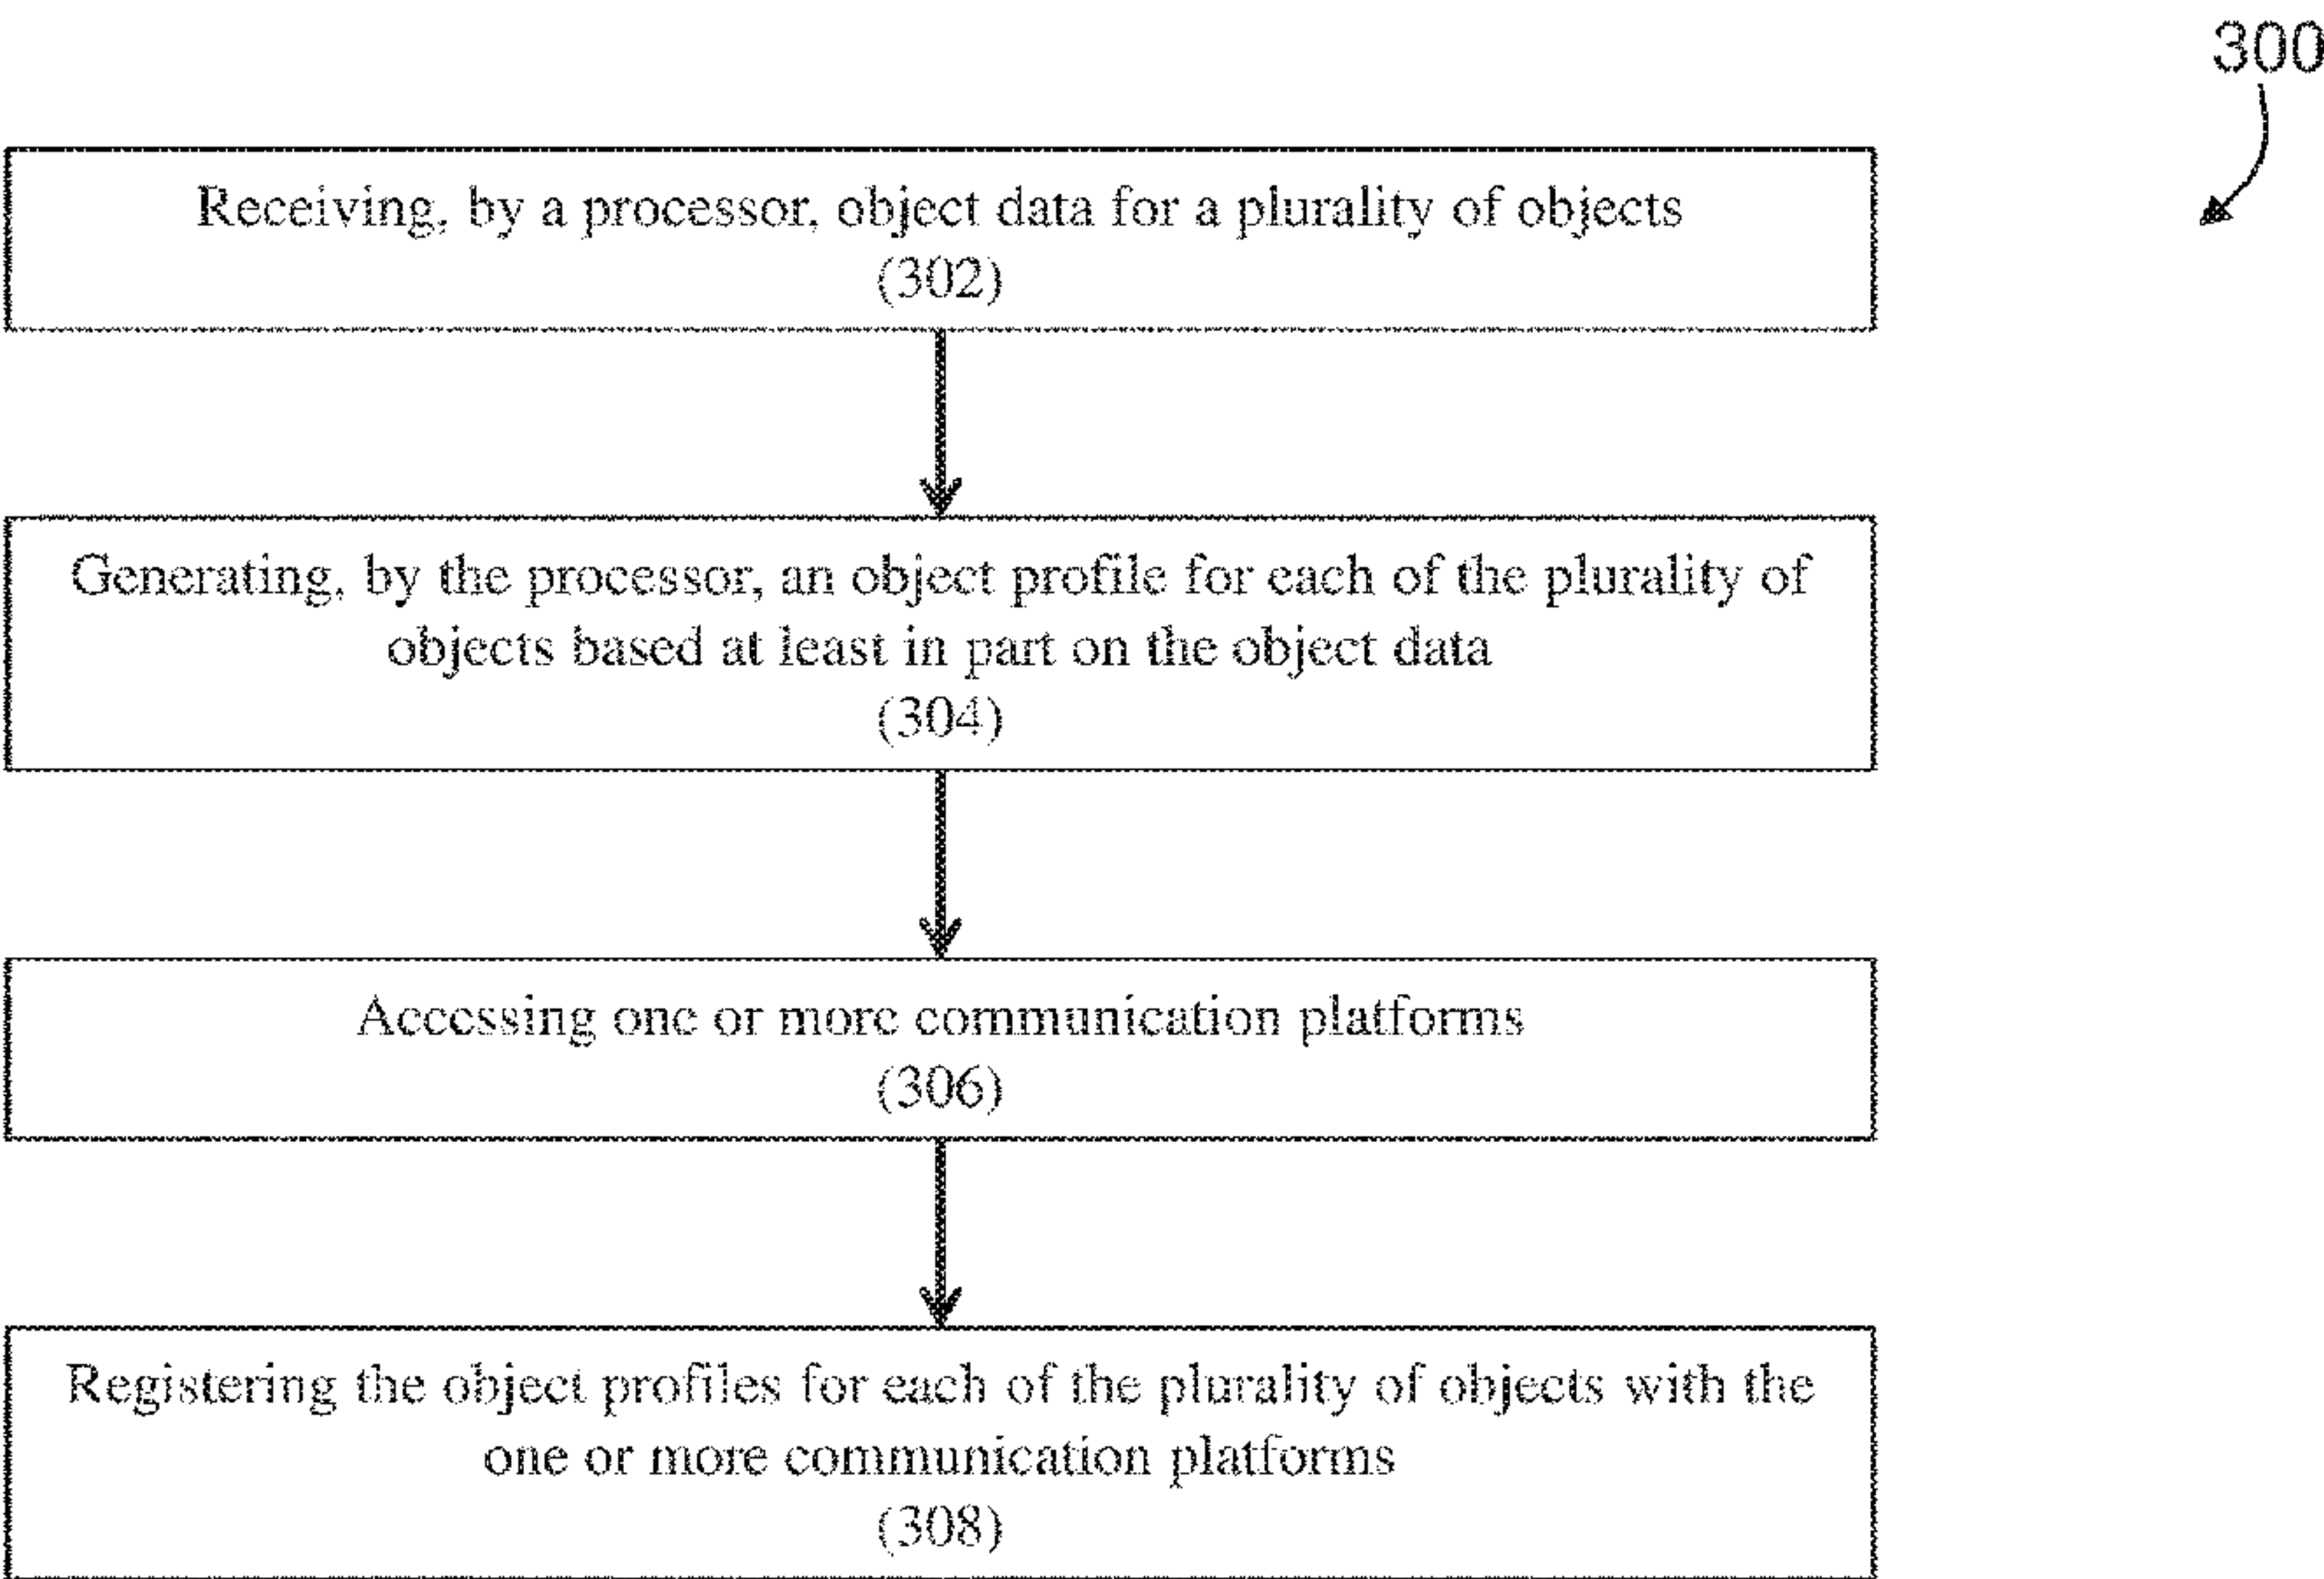 300
Receiving, by a processor, object data for a plurality of objects
(302)
Generating, by the processor, an object profile for each of the plurality of
objects based at least in part on the object data
(304)
Accessing one or more communication platforms
(306)
Registering the object profiles for each of the plurality of objects with the
one or more communication platforms
(308)